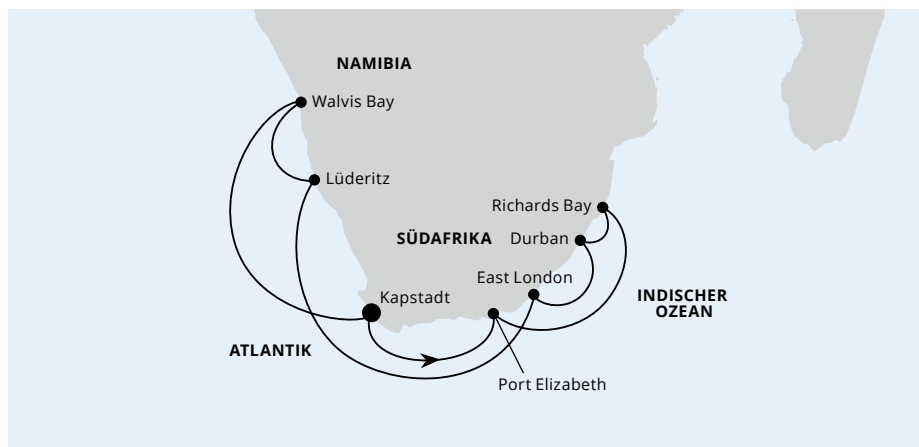 NAMIBIA
Walvis Bay
Lüderitz
Richards Bay
SÜDAFRIKA
Durban
East London
Kapstadt
INDISCHER
OZEAN
ATLANTIK
Port Elizabeth